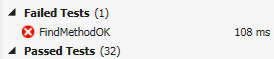 Failed Tests (1)
FindMethodOK 108 ms
Passed Tests (32)